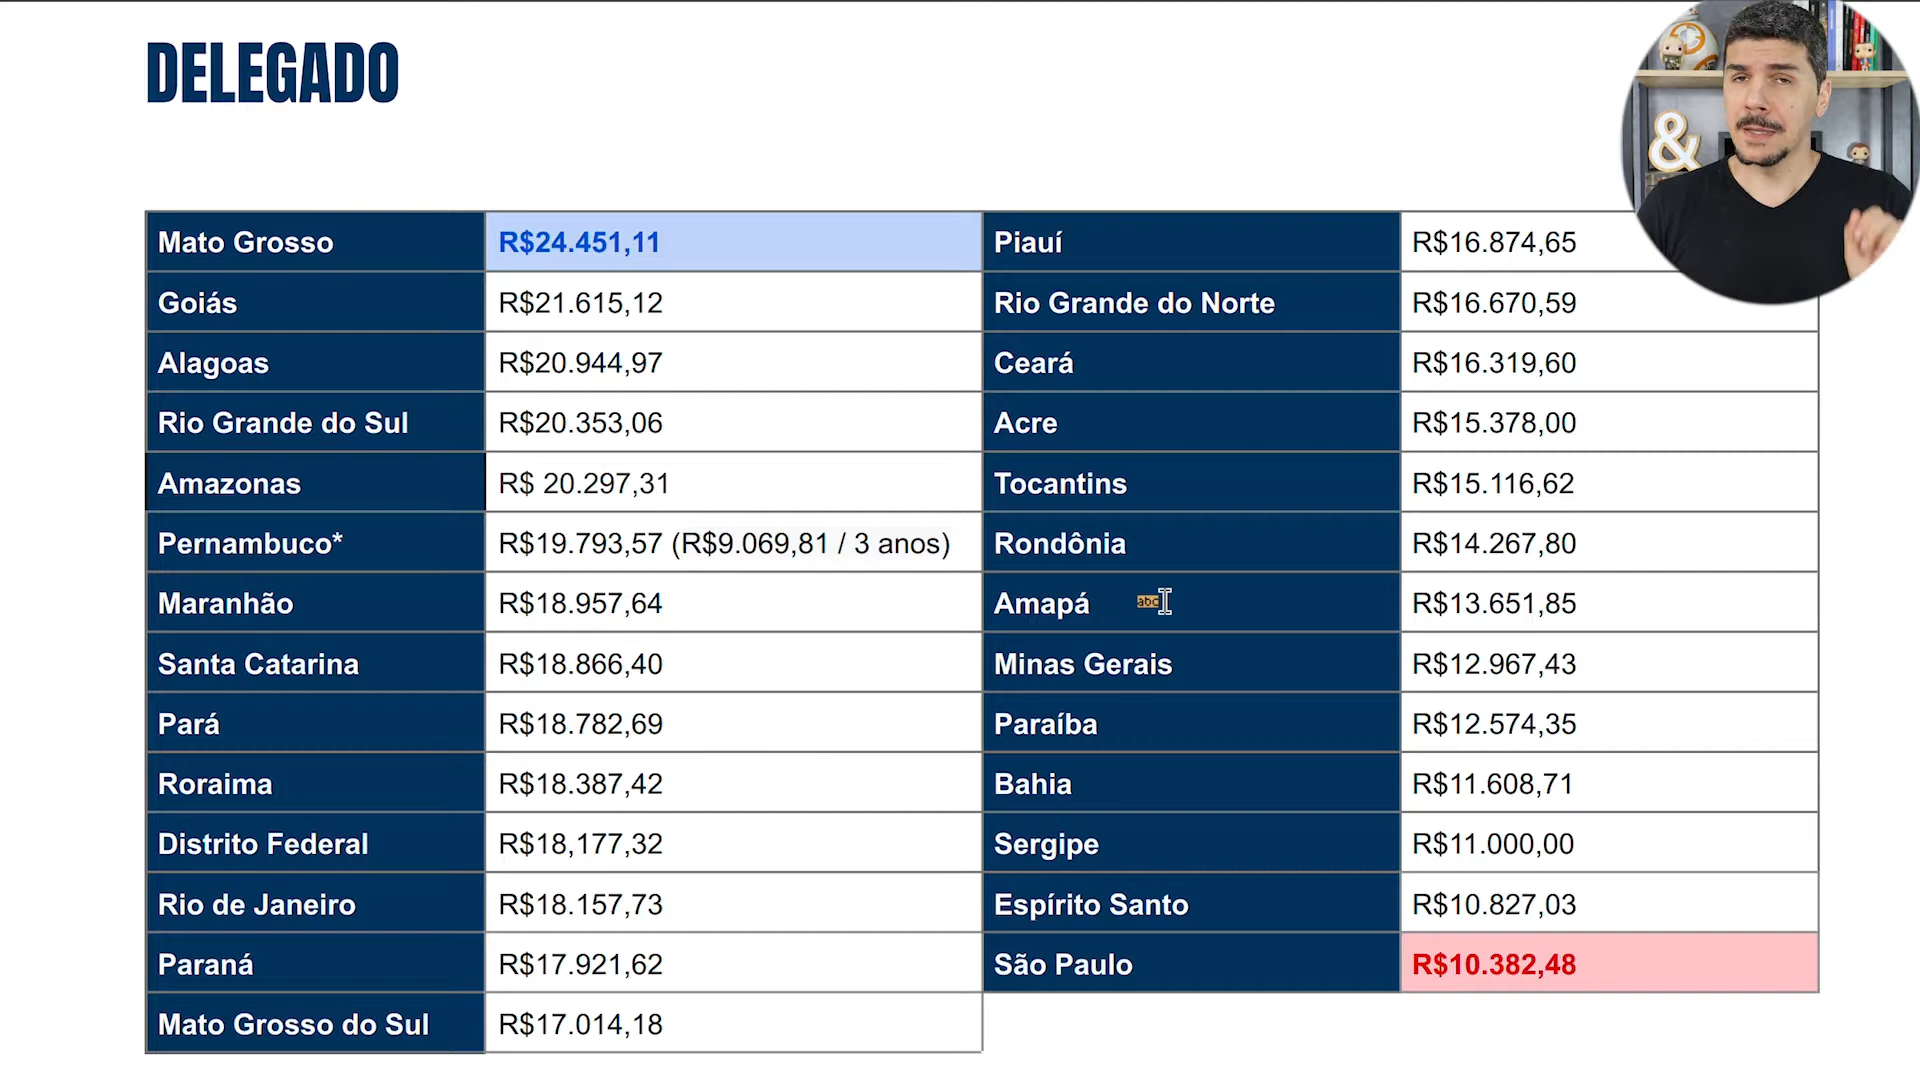 DELEGADO
Mato Grosso R$24.451,11 Piauí R$16.874,65
Goiás R$21.615,12 Rio Grande do Norte R$16.670,59
Alagoas R$20.944,97 Ceará R$16.319,60
Rio Grande do Sul R$20.353,06 Acre R$15.378,00
Amazonas R$ 20.297,31 Tocantins R$15.116,62
Pernambuco* R$19.793,57 (R$9.069,81 / 3 anos) Rondônia R$14.267,80
Maranhão R$18.957,64 Amapá abc R$13.651,85
Santa Catarina R$18.866,40 Minas Gerais R$12.967,43
Pará R$18.782,69 Paraíba R$12.574,35
Roraima R$18.387,42 Bahia R$11.608,71
Distrito Federal R$18,177,32 Sergipe R$11.000,00
Rio de Janeiro R$18.157,73 Espírito Santo R$10.827,03
Paraná R$17.921,62 São Paulo R$10.382,48
Mato Grosso do Sul R$17.014,18
&